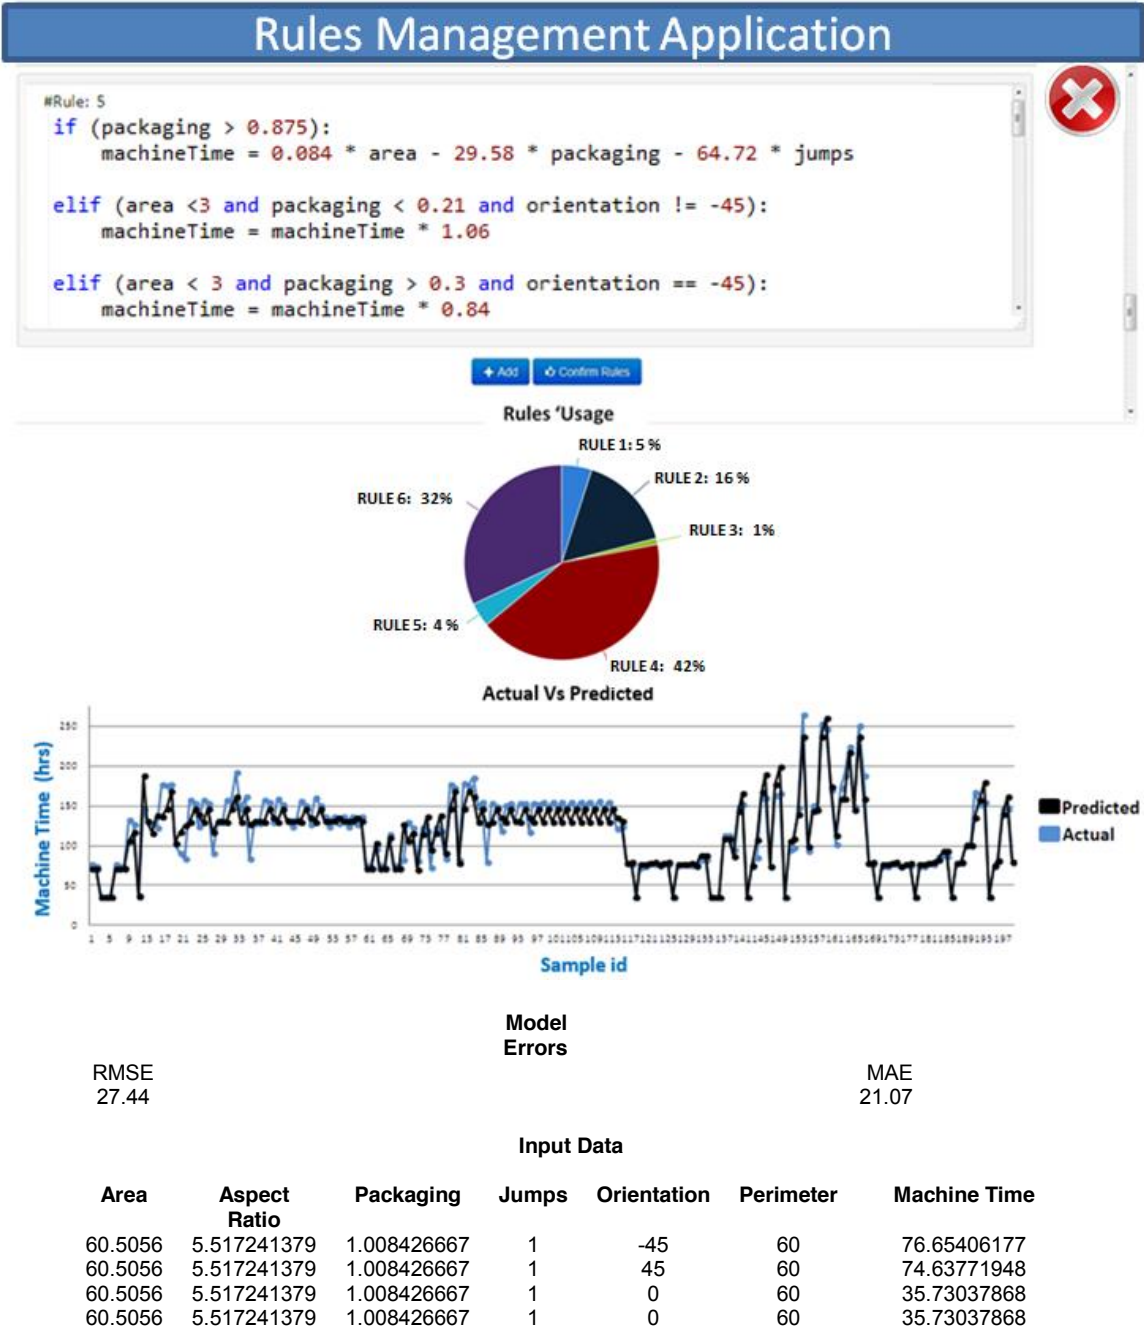 Rules Management Application
#Rule: 5
if (packaging > 0.875):
machineTime = 0.084 * area - 29.58 * packaging - 64.72 * jumps
elif (area <3 and packaging < 0.21 and orientation != -45):
machineTime = machineTime * 1.06
elif (area < 3 and packaging > 0.3 and orientation == -45):
machineTime = machineTime * 0.84
+ Add
Confirm Rules
Rules 'Usage
RULE 1: 5 %
RULE 2: 16 %
RULE 6: 32%
RULE 3: 1%
RULE 5: 4 %
RULE 4: 42%
Actual Vs Predicted
Machine Time (hrs)
250
200
150
100
50
0
Predicted
Actual
Sample id
Model
Errors
RMSE MAE
27.44 21.07
Input Data
Area Aspect Ratio Packaging Jumps Orientation Perimeter Machine Time
60.5056 5.517241379 1.008426667 1 -45 60 76.65406177
60.5056 5.517241379 1.008426667 1 45 60 74.63771948
60.5056 5.517241379 1.008426667 1 0 60 35.73037868
60.5056 5.517241379 1.008426667 1 0 60 35.73037868